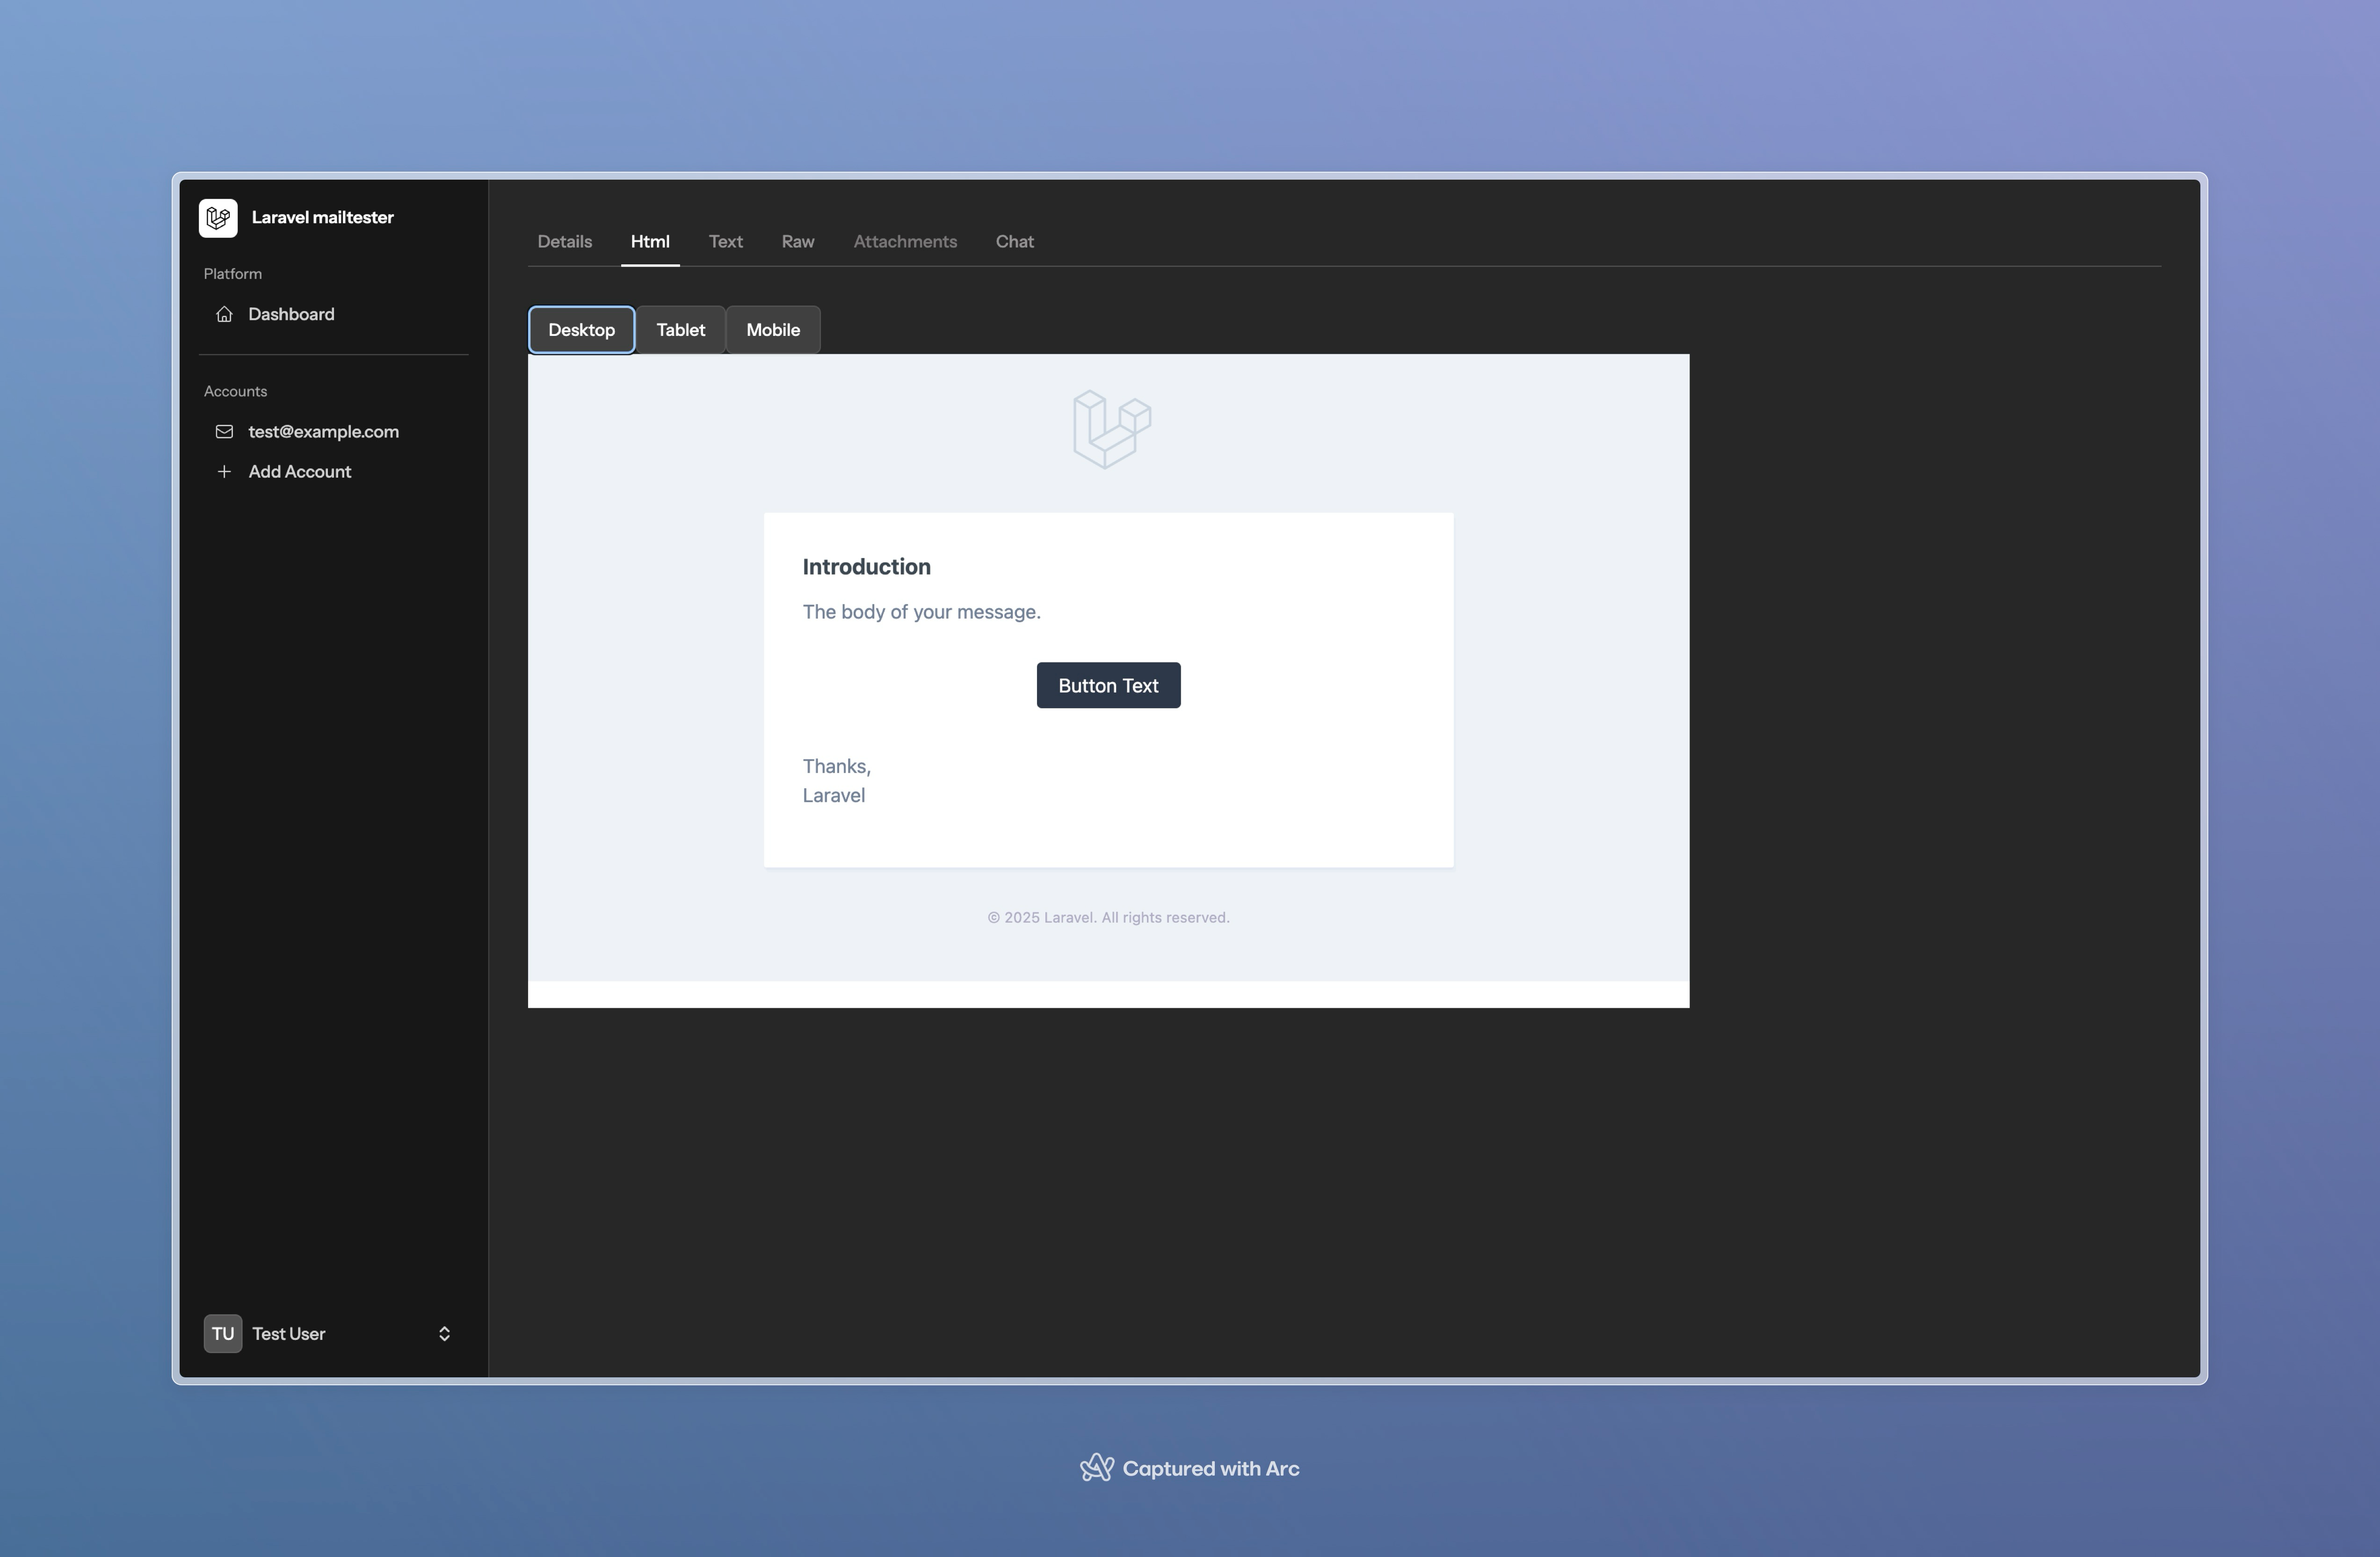 Laravel mailtester
Platform
Dashboard
Accounts
test@example.com
Add Account
TU Test User
Details Html Text Raw Attachments Chat
Desktop Tablet Mobile
Introduction
The body of your message.
Button Text
Thanks,
Laravel
© 2025 Laravel. All rights reserved.
Captured with Arc